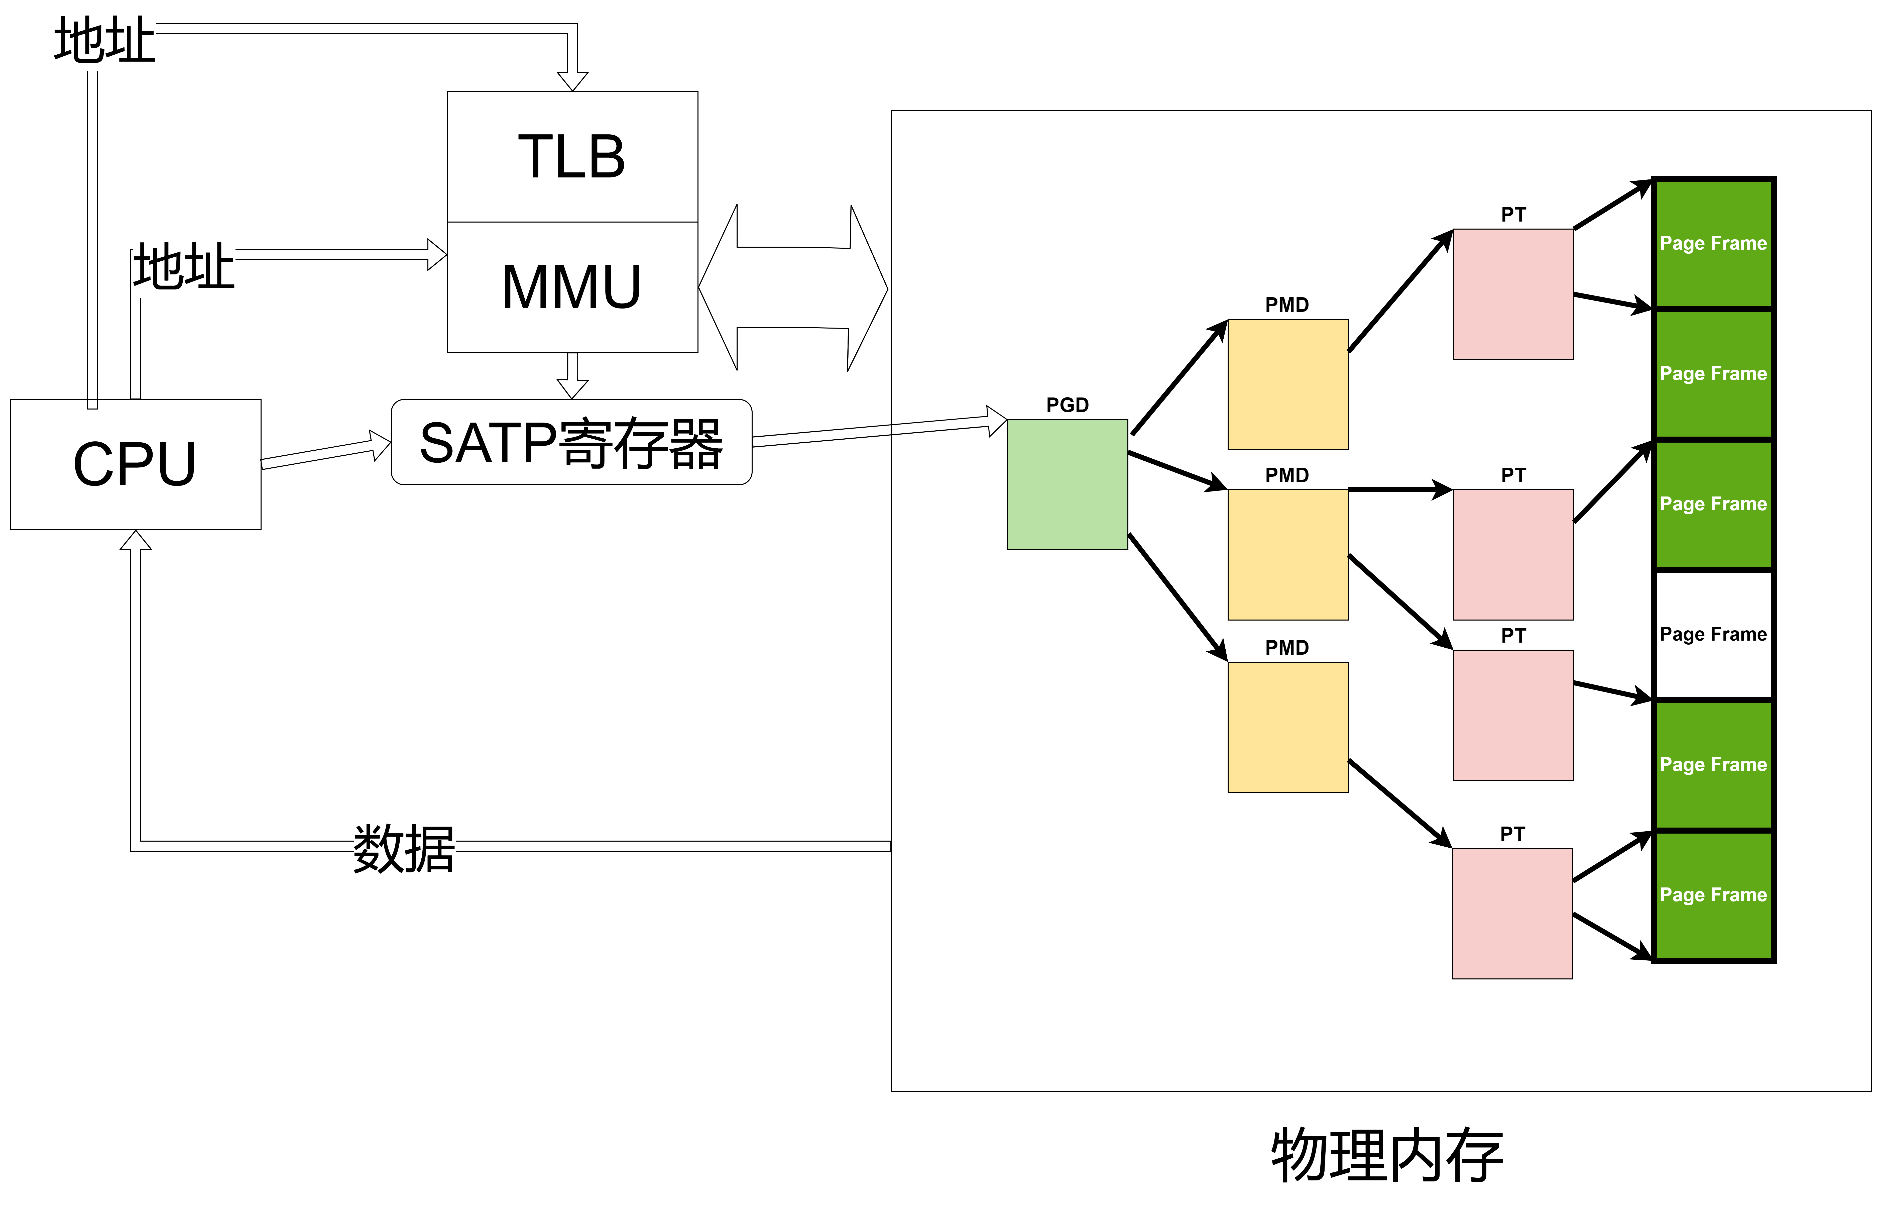 地址
TLB
地址
MMU
CPU
SATP寄存器
数据
PGD
PMD
PMD
PMD
PT
PT
PT
PT
Page Frame
Page Frame
Page Frame
Page Frame
Page Frame
Page Frame
物理内存